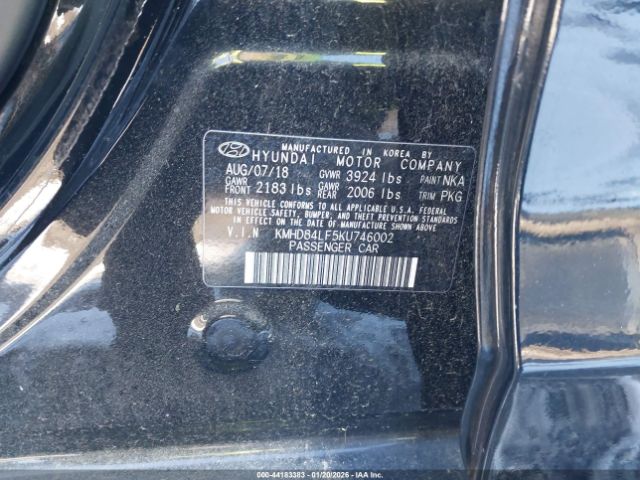 MANUFACTURED IN KOREA BY
HYUNDAI MOTOR COMPANY
AUG/07/18 GVWR 3924 lbs PAINT NKA
GAWR FRONT 2183 lbs GAWR REAR 2006 lbs TRIM PKG
THIS VEHICLE CONFORMS TO ALL APPLICABLE U.S.A. FEDERAL
MOTOR VEHICLE SAFETY, BUMPER, AND THEFT PREVENTION STANDARDS
IN EFFECT ON THE DATE OF MANUFACTURE SHOWN ABOVE.
V.I.N KMHD84LF5KU746002
PASSENGER CAR
000-44183383 | 01/20/2026 - Copyright IAA, LLC